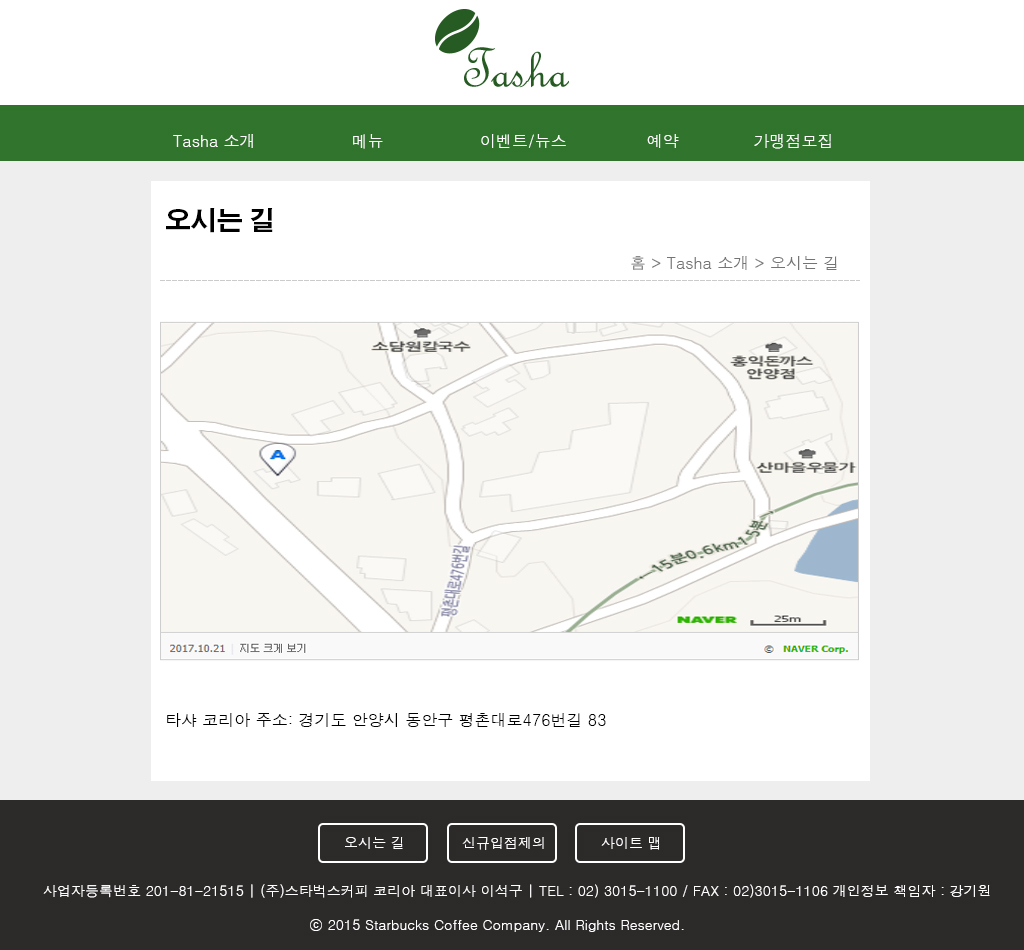 Tasha
Tasha 소개 메뉴 이벤트/뉴스 예약 가맹점모집
오시는 길
홈 > Tasha 소개 > 오시는 길
소담원칼국수
홍익돈까스
안양점
A
산마을우물가
15분0.6km15분
평촌대로476번길
NAVER 25m
2017.10.21 | 지도 크게 보기 © NAVER Corp.
타샤 코리아 주소: 경기도 안양시 동안구 평촌대로476번길 83
오시는 길 신규입점제의 사이트 맵
사업자등록번호 201-81-21515 | (주)스타벅스커피 코리아 대표이사 이석구 | TEL : 02) 3015-1100 / FAX : 02)3015-1106 개인정보 책임자 : 강기원
ⓒ 2015 Starbucks Coffee Company. All Rights Reserved.